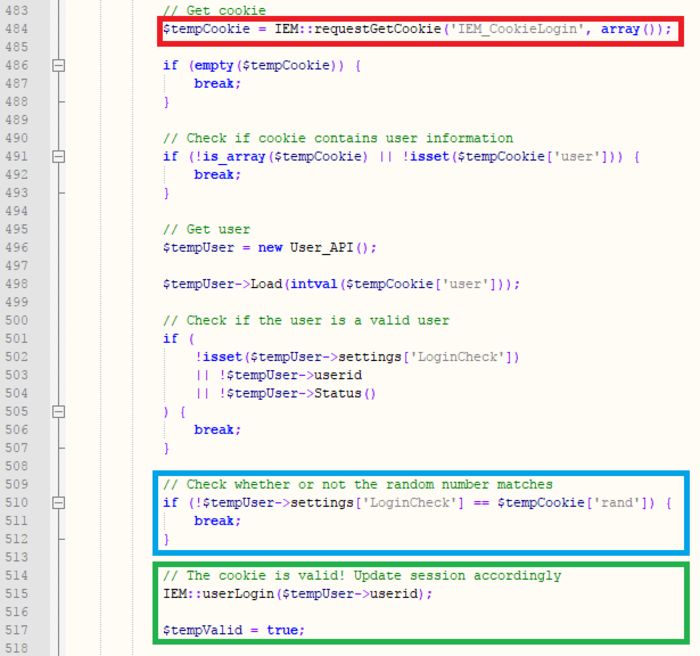 483 // Get cookie
484 $tempCookie = IEM::requestGetCookie('IEM_CookieLogin', array());
485
486 if (empty($tempCookie)) {
487 break;
488 }
489
490 // Check if cookie contains user information
491 if (!is_array($tempCookie) || !isset($tempCookie['user'])) {
492 break;
493 }
494
495 // Get user
496 $tempUser = new User_API();
497
498 $tempUser->Load(intval($tempCookie['user']));
499
500 // Check if the user is a valid user
501 if (
502 !isset($tempUser->settings['LoginCheck'])
503 || !$tempUser->userid
504 || !$tempUser->Status()
505 ) {
506 break;
507 }
508
509 // Check whether or not the random number matches
510 if (!$tempUser->settings['LoginCheck'] == $tempCookie['rand']) {
511 break;
512 }
513
514 // The cookie is valid! Update session accordingly
515 IEM::userLogin($tempUser->userid);
516
517 $tempValid = true;
518